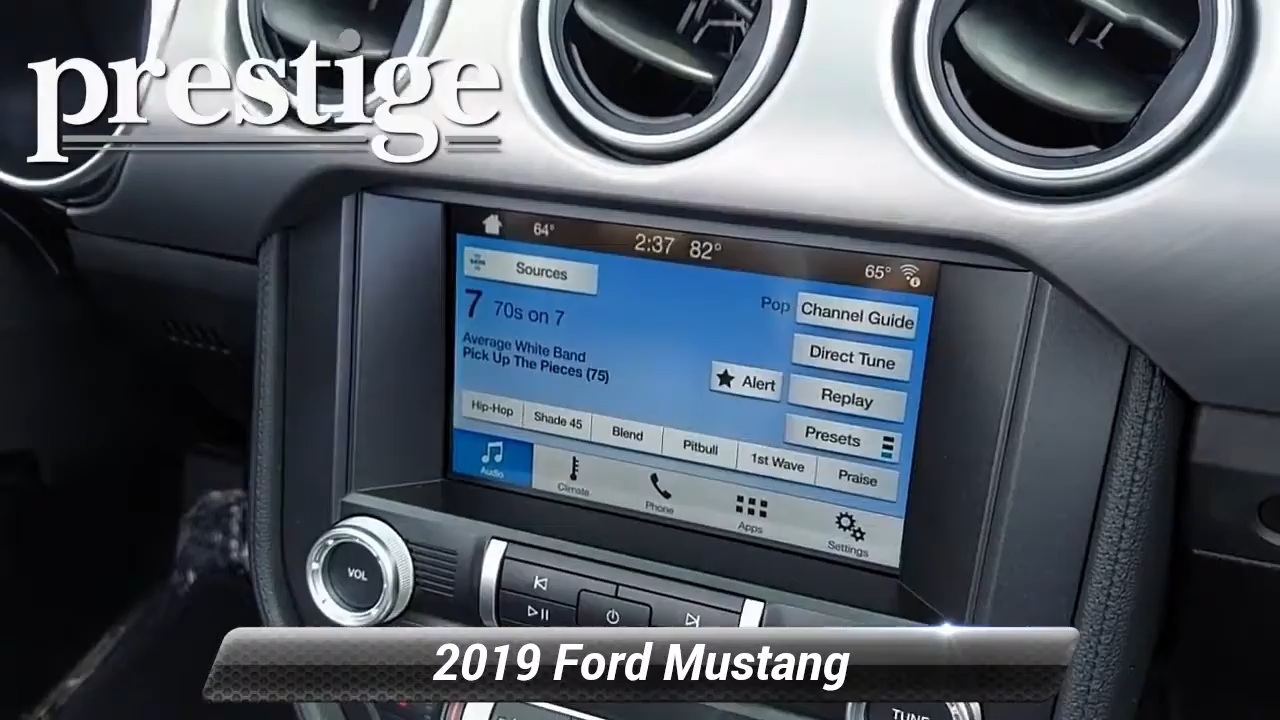 prestige
64° 2:37 82° 65°
Sources
7 70s on 7
Pop Channel Guide
Direct Tune
Average White Band
Pick Up The Pieces (75)
Alert
Replay
Presets
Hip-Hop Shade 45 Blend Pitbull 1st Wave Praise
Audio Climate Phone Apps Settings
VOL
2019 Ford Mustang
TUNE